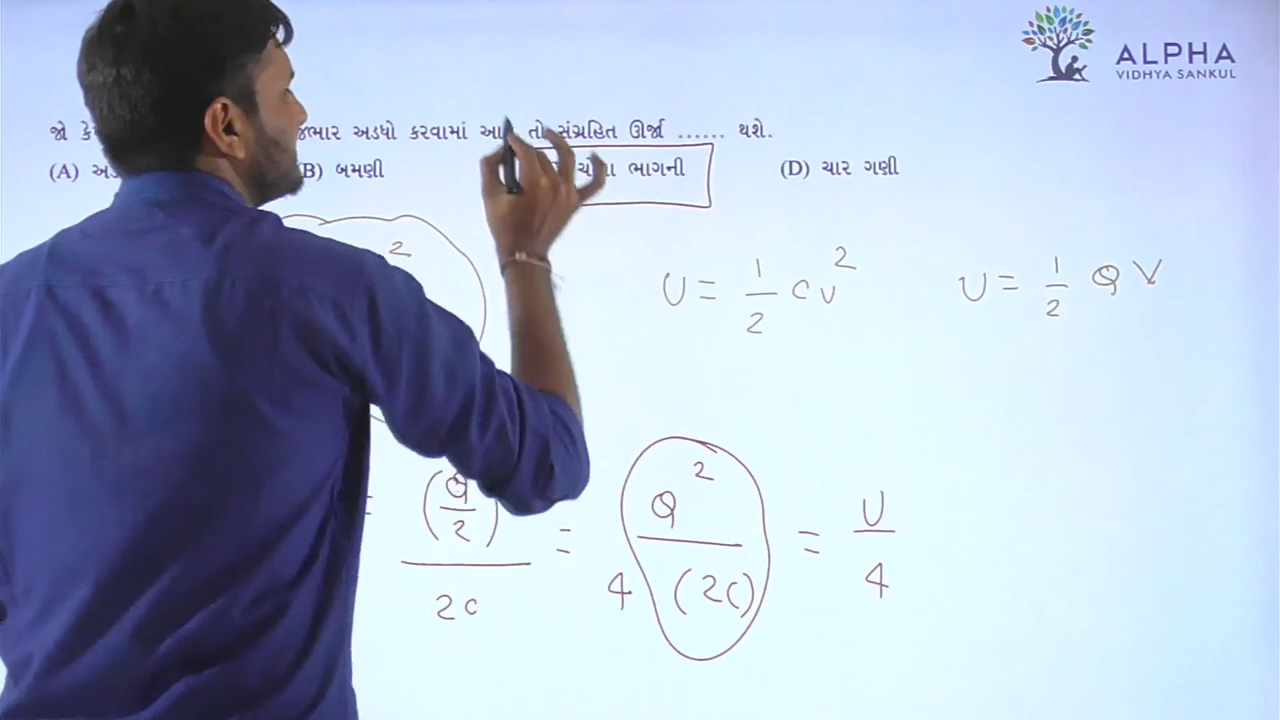 ALPHA
VIDHYA SANKUL
જો અડધો કરવામાં તો સંગ્રહિત ઊર્જા ...... થશે.
(A) (B) બમણી ભાગની (D) ચાર ગણી
2
U = 1/2 CV² U = 1/2 QV
= (Q/2)² / 2C = Q² / 4 (2C) = U/4